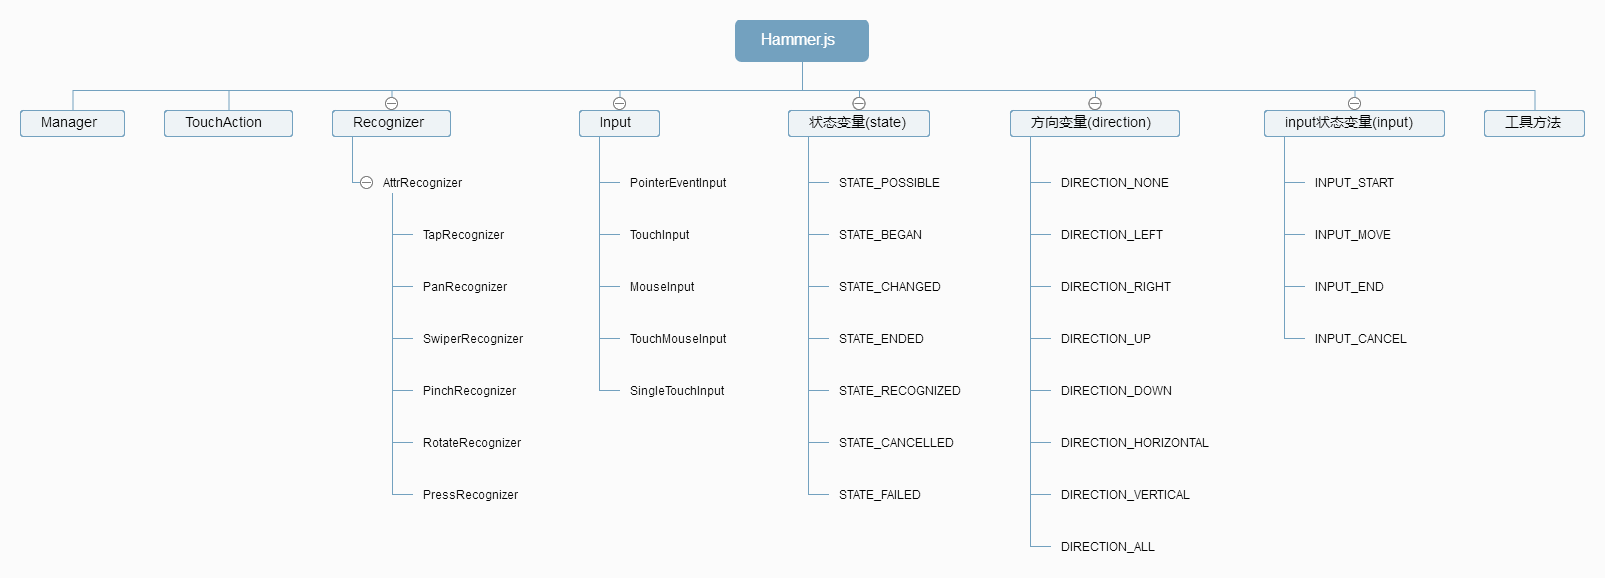 Hammer.js
Manager
TouchAction
Recognizer
Input
状态变量(state)
方向变量(direction)
input状态变量(input)
工具方法
AttrRecognizer
TapRecognizer
PanRecognizer
SwiperRecognizer
PinchRecognizer
RotateRecognizer
PressRecognizer
PointerEventInput
TouchInput
MouseInput
TouchMouseInput
SingleTouchInput
STATE_POSSIBLE
STATE_BEGAN
STATE_CHANGED
STATE_ENDED
STATE_RECOGNIZED
STATE_CANCELLED
STATE_FAILED
DIRECTION_NONE
DIRECTION_LEFT
DIRECTION_RIGHT
DIRECTION_UP
DIRECTION_DOWN
DIRECTION_HORIZONTAL
DIRECTION_VERTICAL
DIRECTION_ALL
INPUT_START
INPUT_MOVE
INPUT_END
INPUT_CANCEL